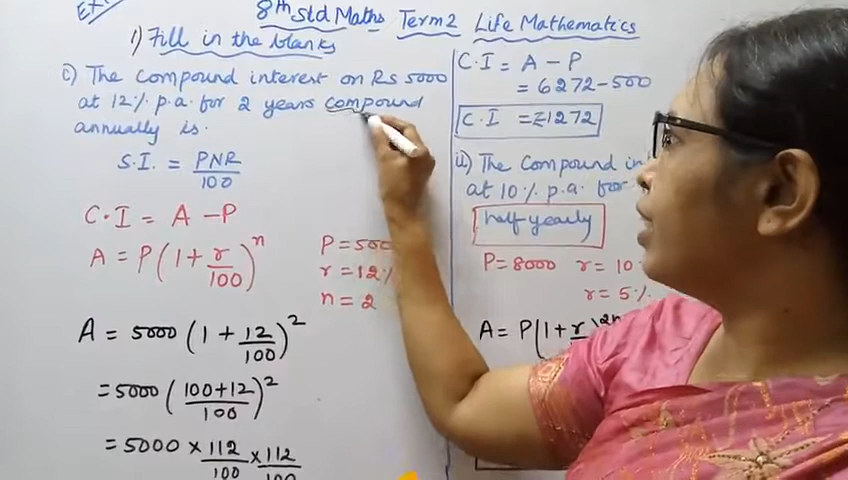 8th Std Maths Term2 Life Mathematics
1) Fill in the blanks
i) The Compound interest on Rs 5000
at 12% p.a. for 2 years compound
annually is.
S.I. = PNR
100
C.I = A - P
A = P(1 + r/100)^n
P = 500
r = 12%
n = 2
A = 5000 (1 + 12/100)^2
= 5000 (100+12/100)^2
= 5000 × 112/100 × 112/100
C.I = A - P
= 6272-500
C.I = ₹1272
ii) The Compound in
at 10% p.a. for
half yearly
P = 8000 r = 10
r = 5%
A = P(1+r
2n